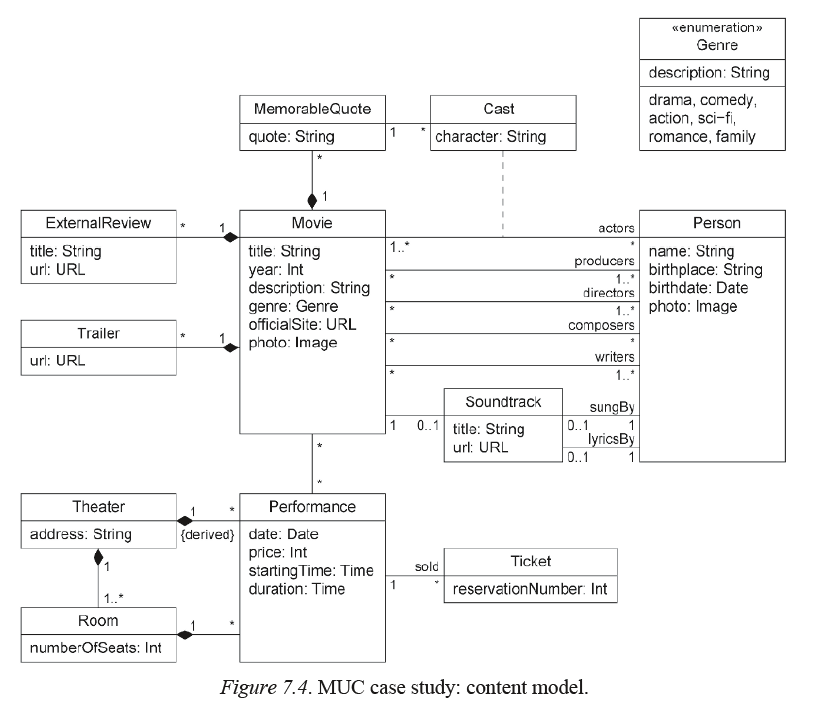 «enumeration»
Genre
description: String
drama, comedy,
action, sci−fi,
romance, family
MemorableQuote
quote: String
1
*
Cast
character: String
*
1
ExternalReview
title: String
url: URL
*
1
Movie
title: String
year: Int
description: String
genre: Genre
officialSite: URL
photo: Image
Trailer
url: URL
*
1
actors
1..*
*
producers
*
1..*
directors
*
1..*
composers
*
*
writers
*
1..*
Person
name: String
birthplace: String
birthdate: Date
photo: Image
1
0..1
Soundtrack
title: String
url: URL
sungBy
0..1
1
lyricsBy
0..1
1
*
*
Theater
address: String
1
*
{derived}
1
1..*
Room
numberOfSeats: Int
1
*
Performance
date: Date
price: Int
startingTime: Time
duration: Time
sold
1
*
Ticket
reservationNumber: Int
Figure 7.4. MUC case study: content model.